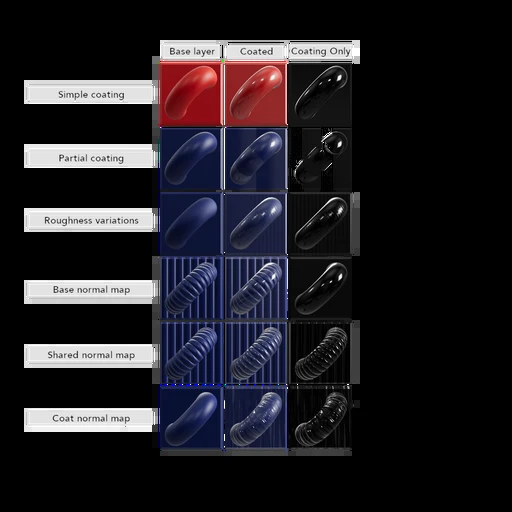 Base layer
Coated
Coating Only
Simple coating
Partial coating
Roughness variations
Base normal map
Shared normal map
Coat normal map